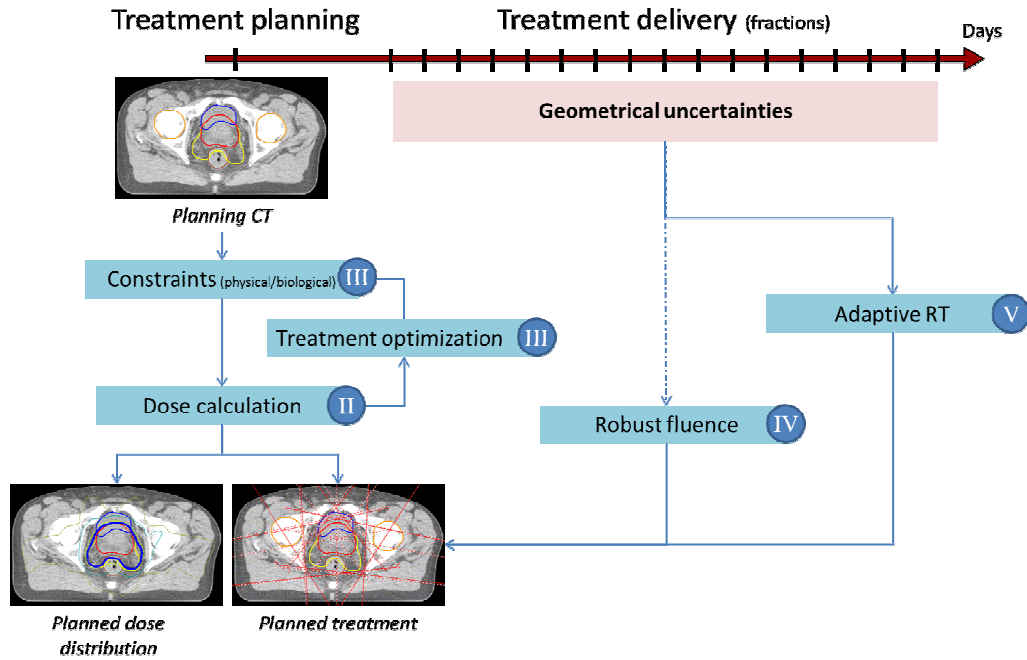 Treatment planning
Treatment delivery (fractions)
Days
Geometrical uncertainties
Planning CT
Constraints (physical/biological) III
Treatment optimization III
Adaptive RT V
Dose calculation II
Robust fluence IV
Planned dose
distribution
Planned treatment